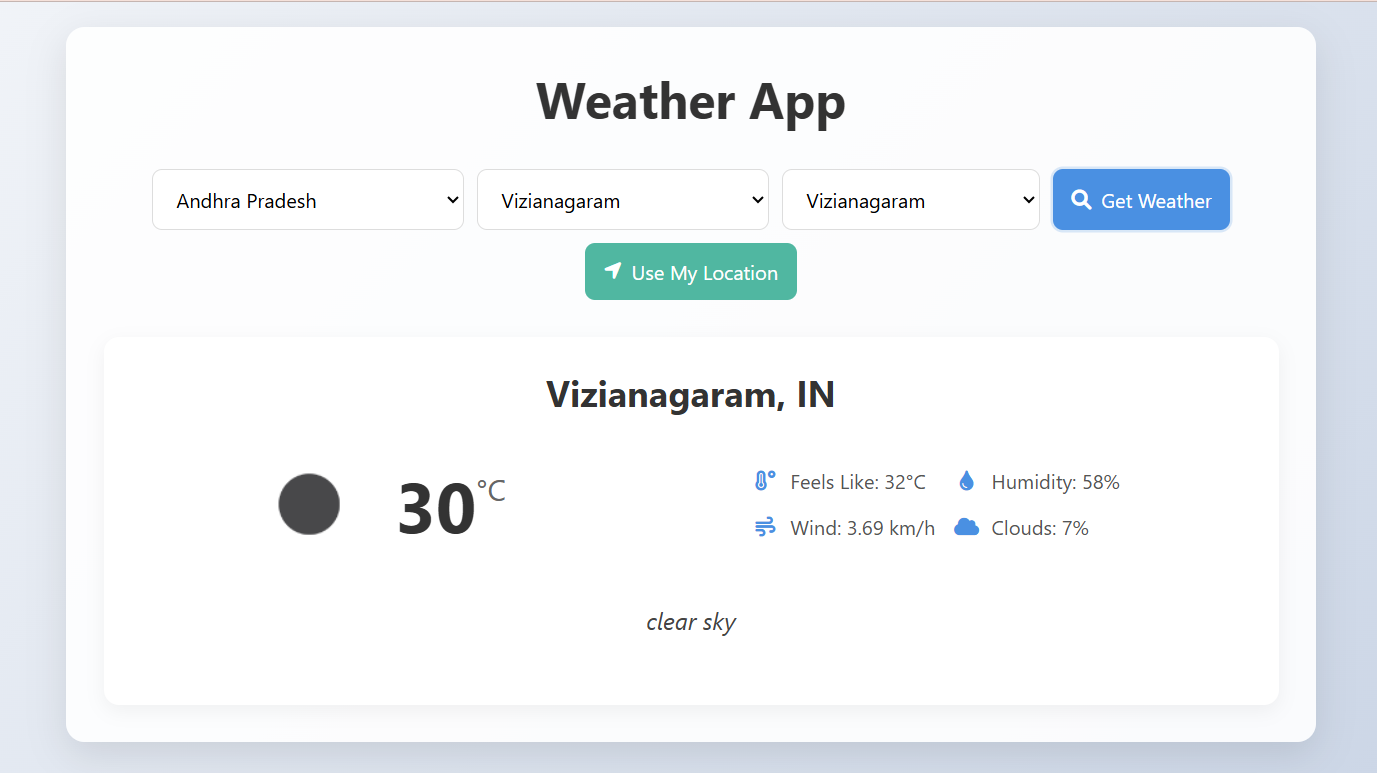 Weather App
Andhra Pradesh Vizianagaram Vizianagaram Get Weather
Use My Location
Vizianagaram, IN
30°C
Feels Like: 32°C Humidity: 58%
Wind: 3.69 km/h Clouds: 7%
clear sky